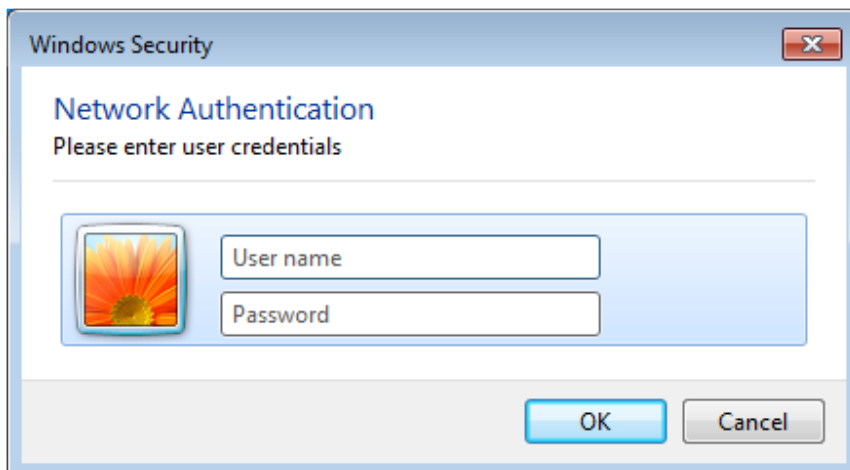 Windows Security
Network Authentication
Please enter user credentials
User name
Password
OK
Cancel